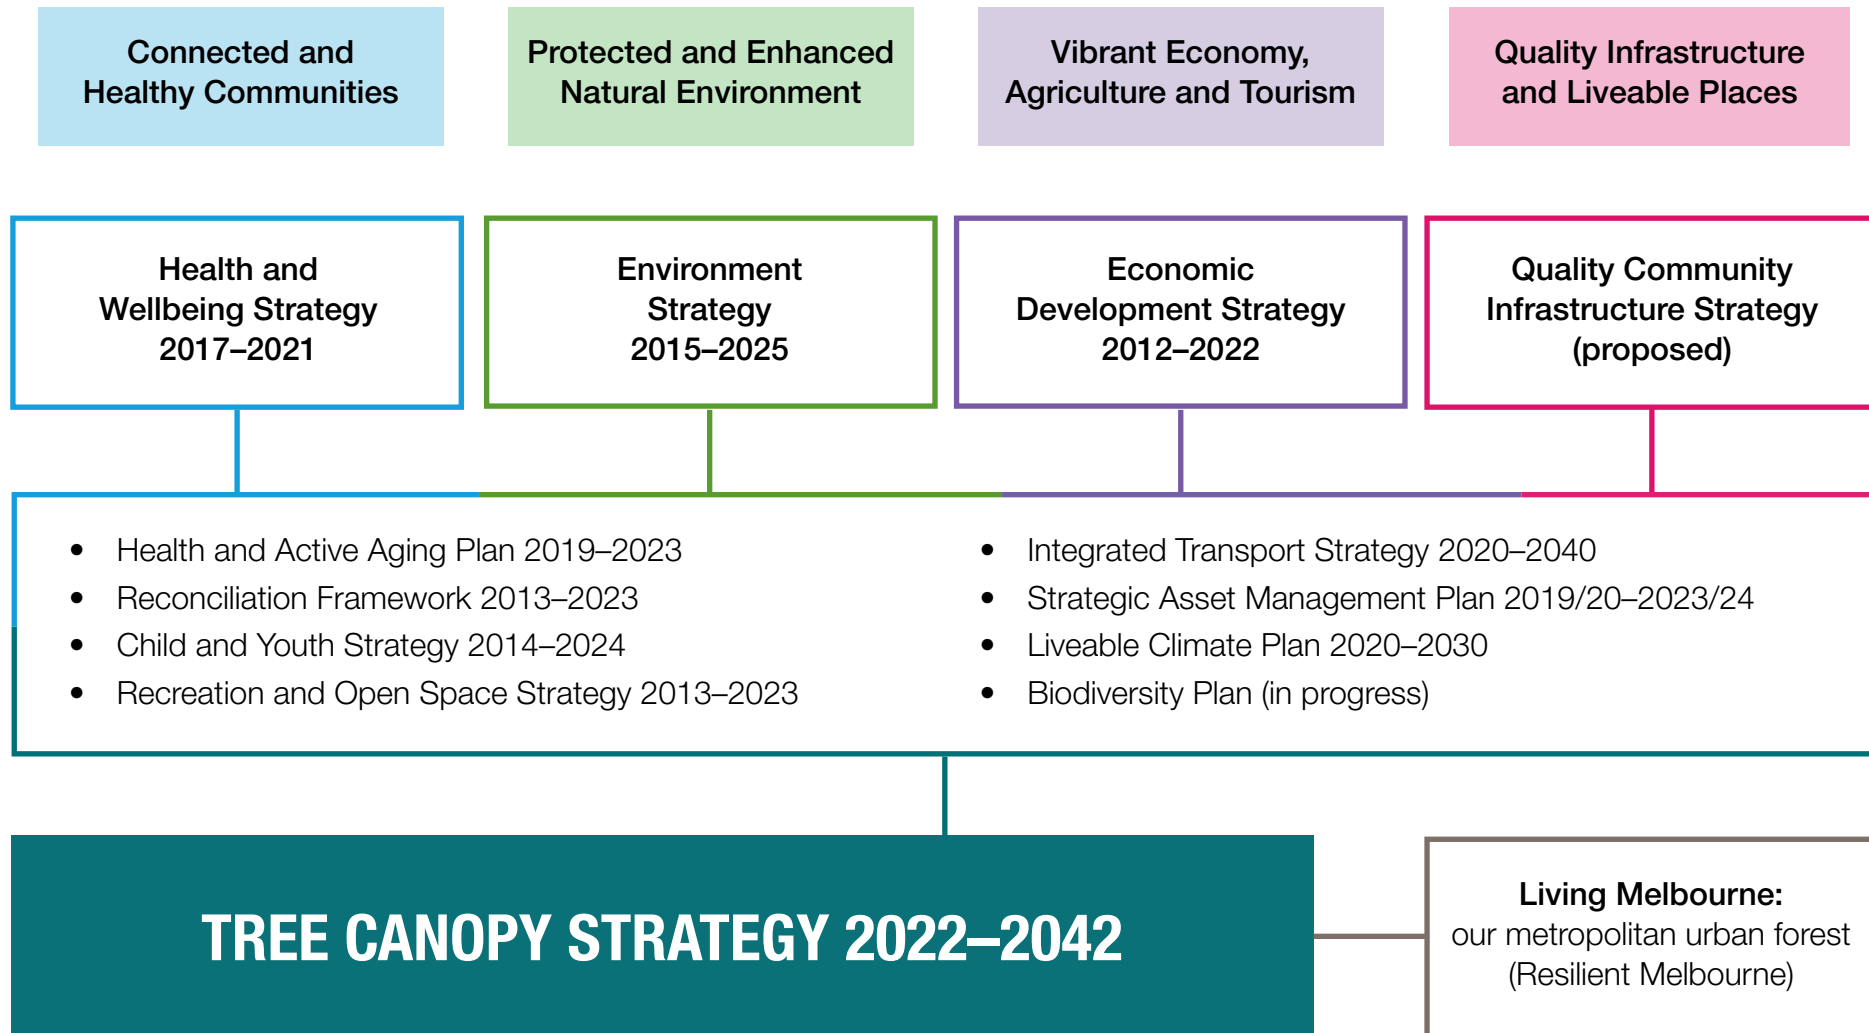 Connected and
Healthy Communities
Protected and Enhanced
Natural Environment
Vibrant Economy,
Agriculture and Tourism
Quality Infrastructure
and Liveable Places
Health and
Wellbeing Strategy
2017–2021
Environment
Strategy
2015–2025
Economic
Development Strategy
2012–2022
Quality Community
Infrastructure Strategy
(proposed)
• Health and Active Aging Plan 2019–2023
• Reconciliation Framework 2013–2023
• Child and Youth Strategy 2014–2024
• Recreation and Open Space Strategy 2013–2023
• Integrated Transport Strategy 2020–2040
• Strategic Asset Management Plan 2019/20–2023/24
• Liveable Climate Plan 2020–2030
• Biodiversity Plan (in progress)
TREE CANOPY STRATEGY 2022–2042
Living Melbourne:
our metropolitan urban forest
(Resilient Melbourne)